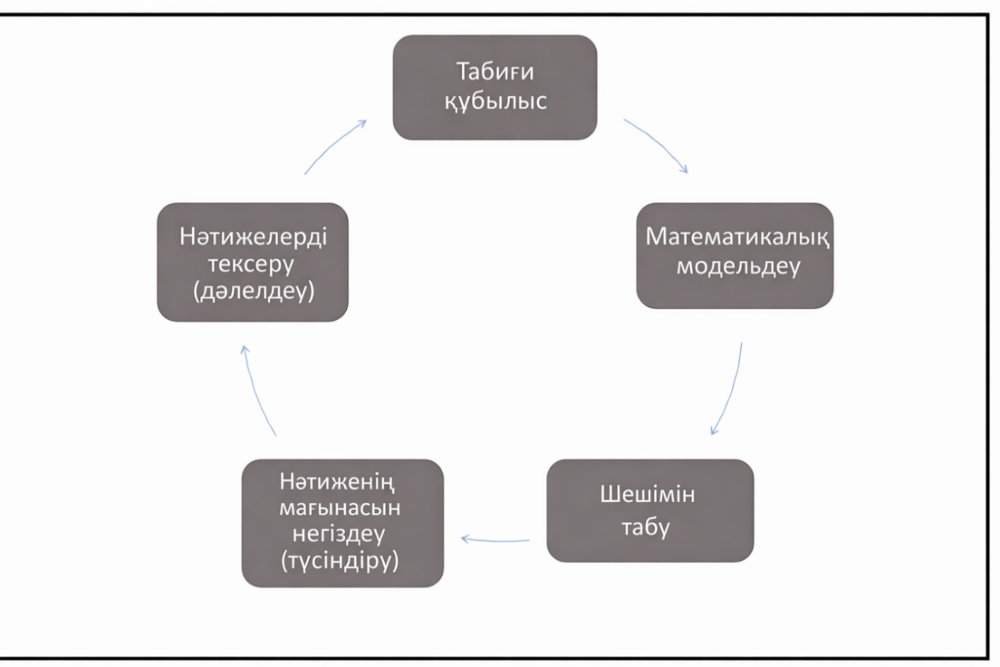 Табиғи
құбылыс
Математикалық
модельдеу
Шешімін
табу
Нәтиженің
мағынасын
негіздеу
(түсіндіру)
Нәтижелерді
тексеру
(дәлелдеу)